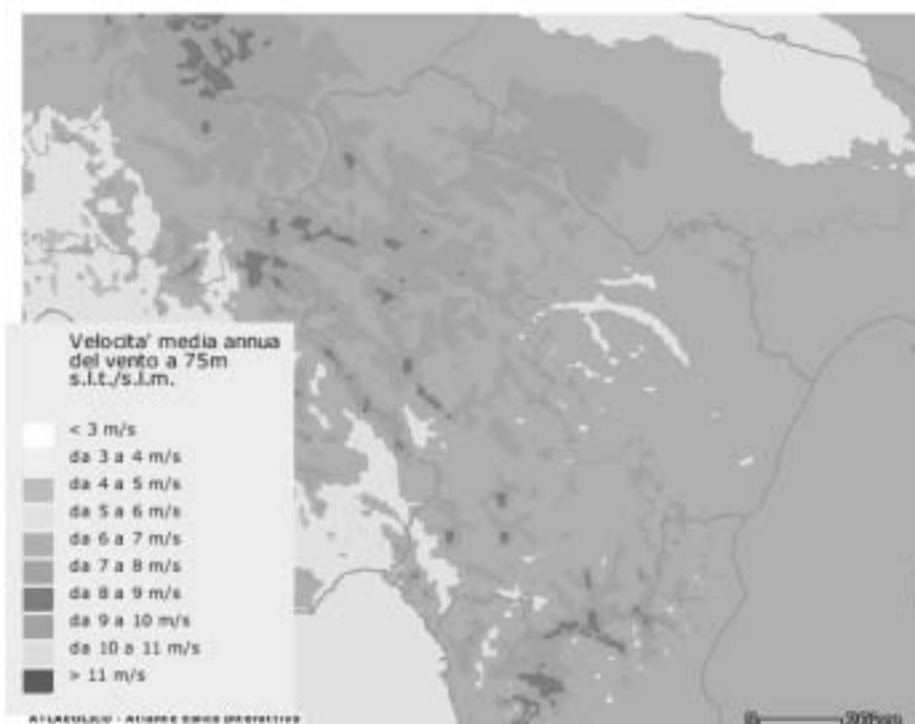 Velocita' media annua
del vento a 75m
s.l.t./s.l.m.
< 3 m/s
da 3 a 4 m/s
da 4 a 5 m/s
da 5 a 6 m/s
da 6 a 7 m/s
da 7 a 8 m/s
da 8 a 9 m/s
da 9 a 10 m/s
da 10 a 11 m/s
> 11 m/s